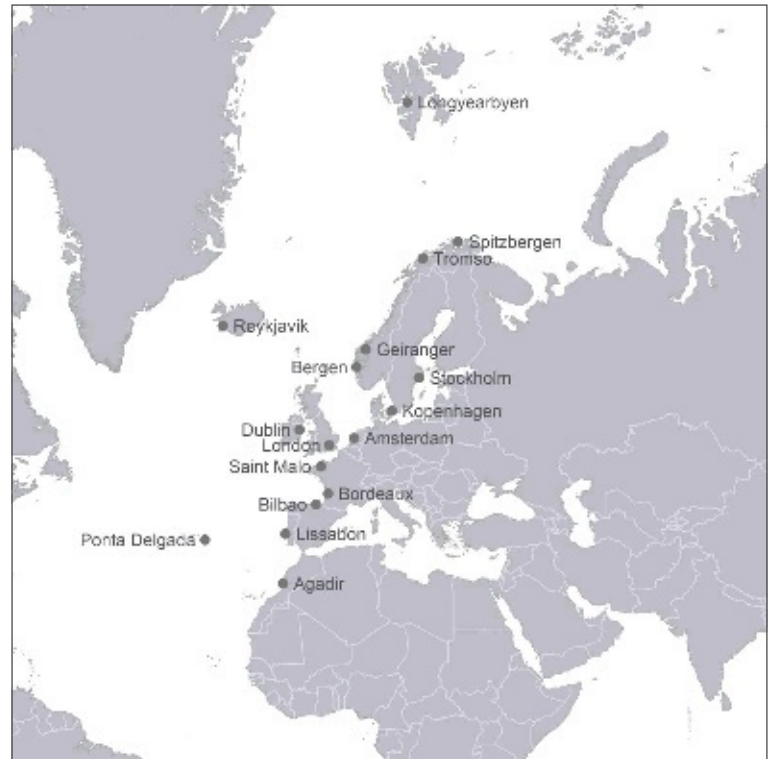 Longyearbyen
Spitzbergen
Tromso
Reykjavik
Geiranger
Bergen
Stockholm
Kopenhagen
Dublin
Amsterdam
London
Saint Malo
Bordeaux
Bilbao
Lissabon
Ponta Delgada
Agadir